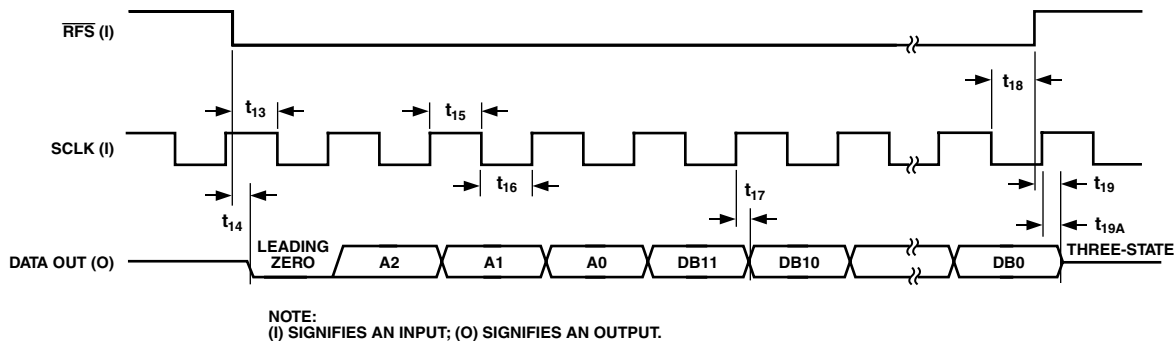 RFS (I)
t18
t13
t15
SCLK (I)
t16
t17
t19
t14
t19A
DATA OUT (O)
LEADING ZERO
A2
A1
A0
DB11
DB10
DB0
THREE-STATE
NOTE:
(I) SIGNIFIES AN INPUT; (O) SIGNIFIES AN OUTPUT.